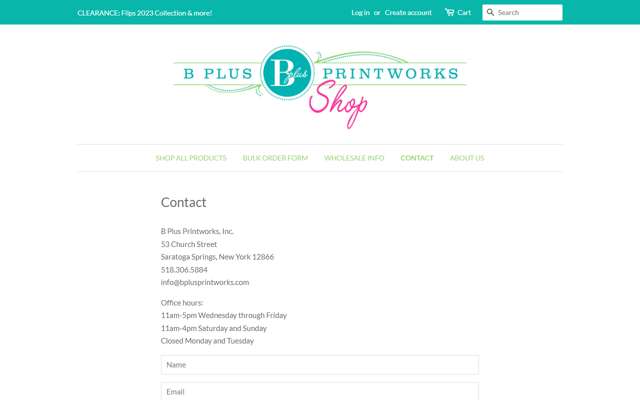 CLEARANCE: Flips 2023 Collection & more!
Log in or Create account Cart Search
B PLUS B plus PRINTWORKS
Shop
SHOP ALL PRODUCTS BULK ORDER FORM WHOLESALE INFO CONTACT ABOUT US
Contact
B Plus Printworks, Inc.
53 Church Street
Saratoga Springs, New York 12866
518.306.5884
info@bplusprintworks.com
Office hours:
11am-5pm Wednesday through Friday
11am-4pm Saturday and Sunday
Closed Monday and Tuesday
Name
Email